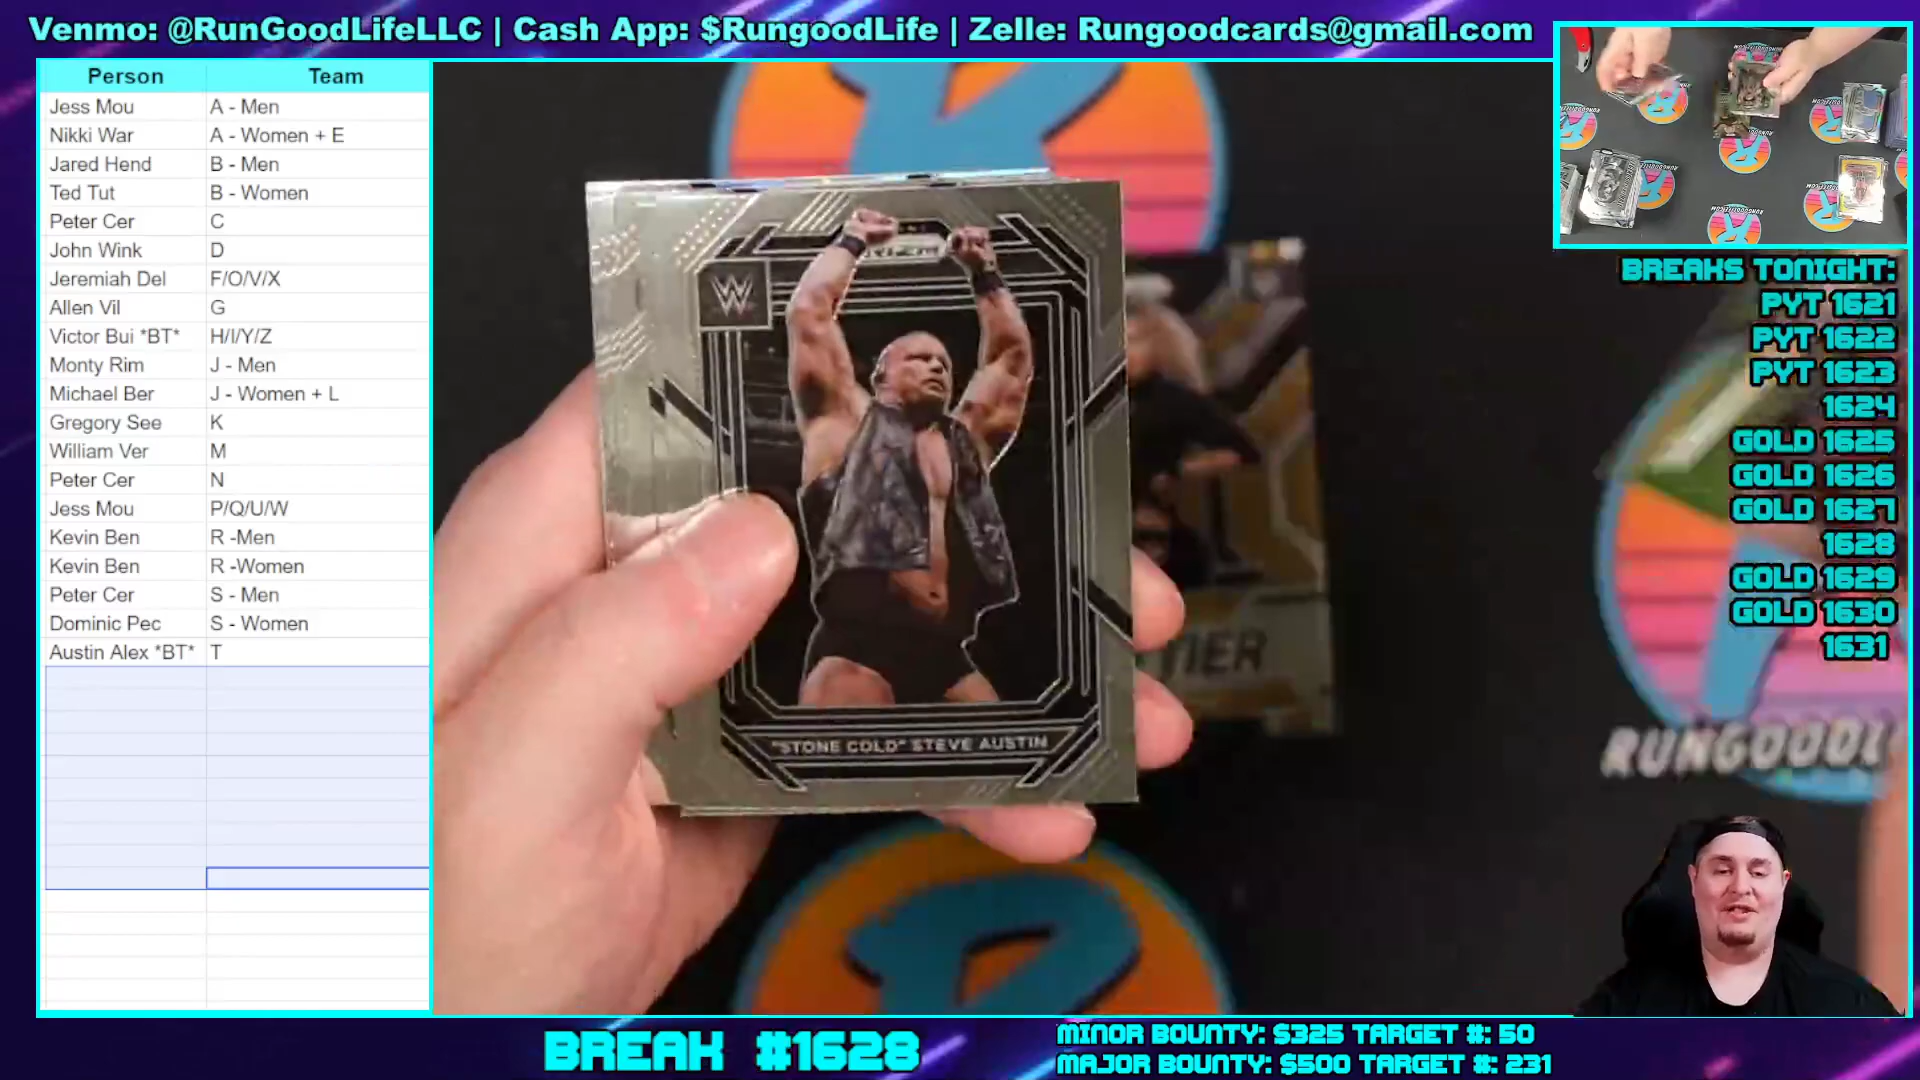 Venmo: @RunGoodLifeLLC | Cash App: $RungoodLife | Zelle: Rungoodcards@gmail.com
Person Team
Jess Mou A - Men
Nikki War A - Women + E
Jared Hend B - Men
Ted Tut B - Women
Peter Cer C
John Wink D
Jeremiah Del F/O/V/X
Allen Vil G
Victor Bui *BT* H/I/Y/Z
Monty Rim J - Men
Michael Ber J - Women + L
Gregory See K
William Ver M
Peter Cer N
Jess Mou P/Q/U/W
Kevin Ben R -Men
Kevin Ben R -Women
Peter Cer S - Men
Dominic Pec S - Women
Austin Alex *BT* T
W
"STONE COLD" STEVE AUSTIN
TIER
BREAKS TONIGHT:
PYT 1621
PYT 1622
PYT 1623
1624
GOLD 1625
GOLD 1626
GOLD 1627
1628
GOLD 1629
GOLD 1630
1631
RUNGOODL
BREAK #1628
MINOR BOUNTY: $325 TARGET #: 50
MAJOR BOUNTY: $500 TARGET #: 231